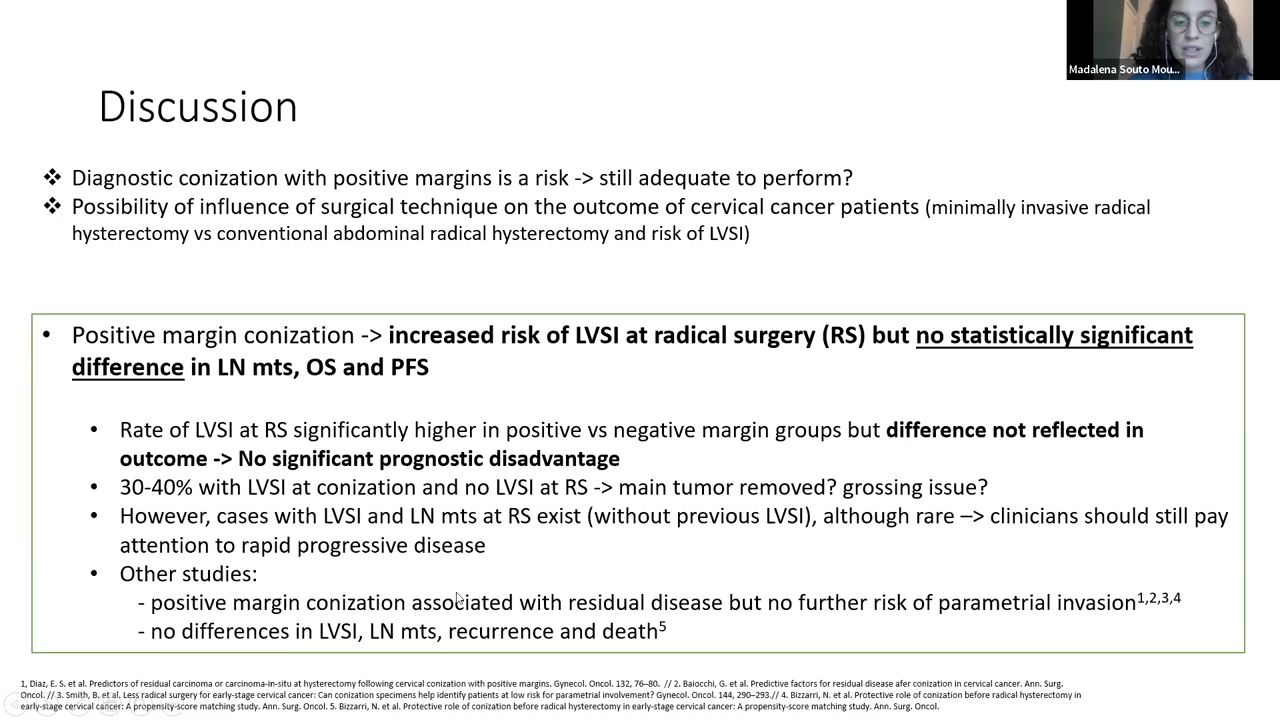 Madalena Souto Mou...
Discussion
❖ Diagnostic conization with positive margins is a risk -> still adequate to perform?
❖ Possibility of influence of surgical technique on the outcome of cervical cancer patients (minimally invasive radical
hysterectomy vs conventional abdominal radical hysterectomy and risk of LVSI)
• Positive margin conization -> increased risk of LVSI at radical surgery (RS) but no statistically significant
difference in LN mts, OS and PFS
• Rate of LVSI at RS significantly higher in positive vs negative margin groups but difference not reflected in
outcome -> No significant prognostic disadvantage
• 30-40% with LVSI at conization and no LVSI at RS -> main tumor removed? grossing issue?
• However, cases with LVSI and LN mts at RS exist (without previous LVSI), although rare –> clinicians should still pay
attention to rapid progressive disease
• Other studies:
- positive margin conization associated with residual disease but no further risk of parametrial invasion1,2,3,4
- no differences in LVSI, LN mts, recurrence and death5
1, Diaz, E. S. et al. Predictors of residual carcinoma or carcinoma-in-situ at hysterectomy following cervical conization with positive margins. Gynecol. Oncol. 132, 76–80. // 2. Baiocchi, G. et al. Predictive factors for residual disease afer conization in cervical cancer. Ann. Surg.
Oncol. // 3. Smith, B. et al. Less radical surgery for early-stage cervical cancer: Can conization specimens help identify patients at low risk for parametrial involvement? Gynecol. Oncol. 144, 290–293.// 4. Bizzarri, N. et al. Protective role of conization before radical hysterectomy in
early-stage cervical cancer: A propensity-score matching study. Ann. Surg. Oncol. 5. Bizzarri, N. et al. Protective role of conization before radical hysterectomy in early-stage cervical cancer: A propensity-score matching study. Ann. Surg. Oncol.